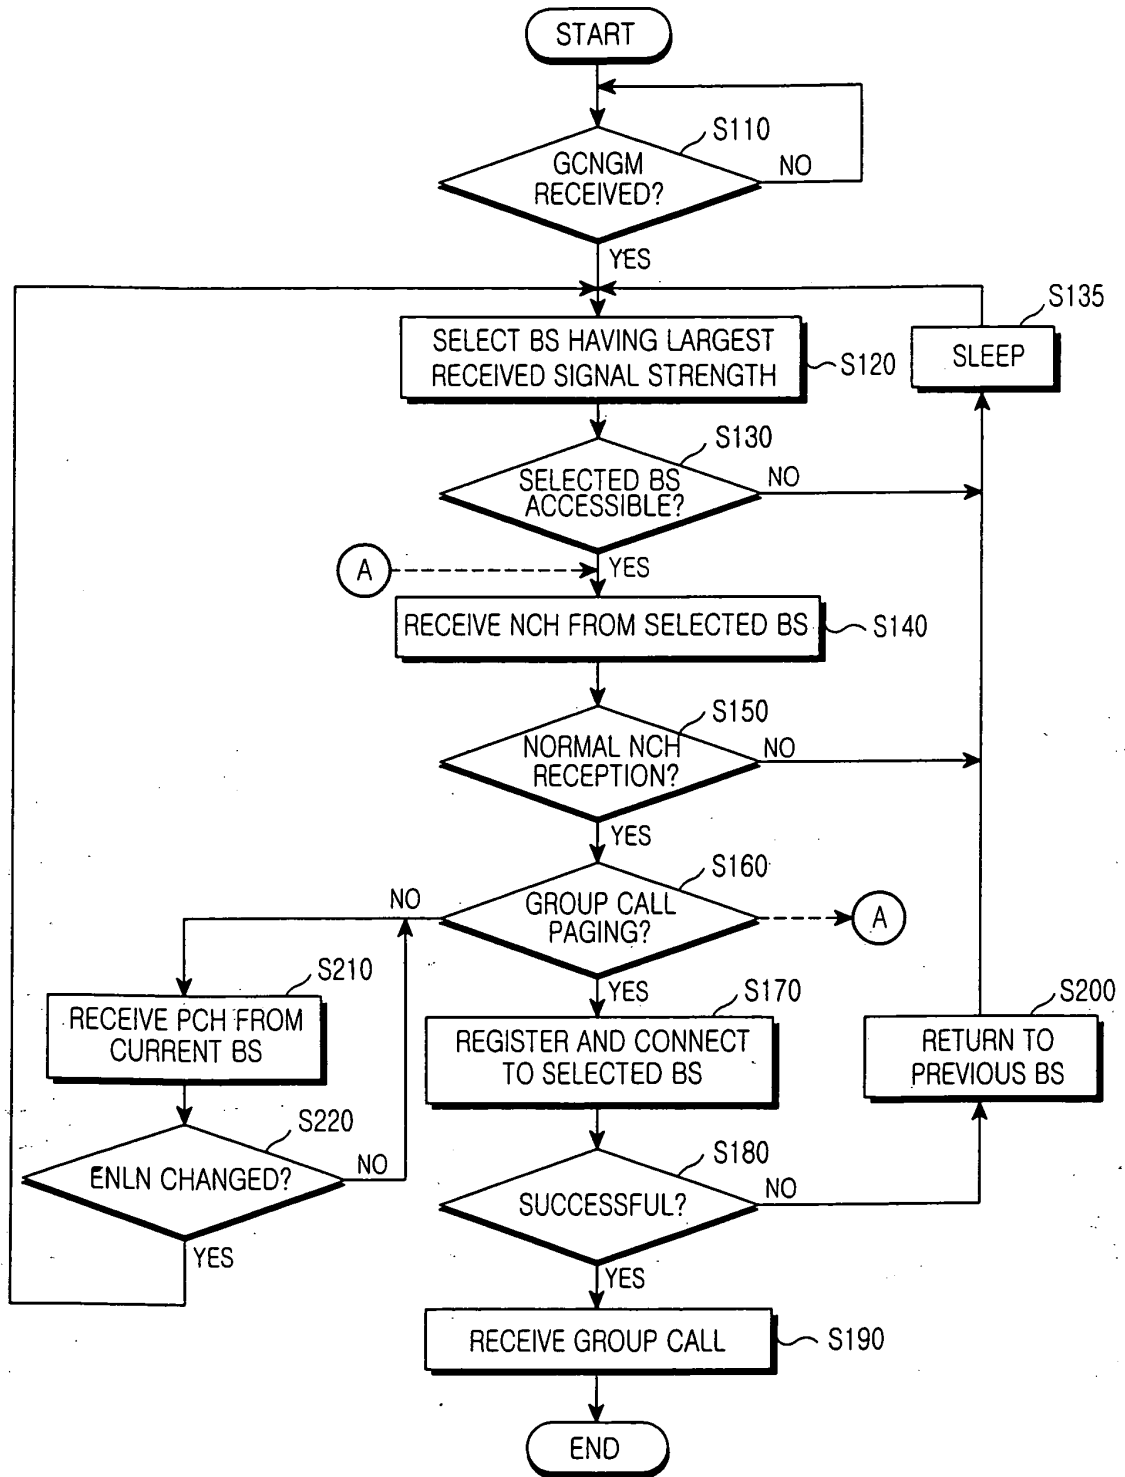 START
S110
GCNGM
RECEIVED?
NO
YES
S135
SELECT BS HAVING LARGEST
RECEIVED SIGNAL STRENGTH
S120
SLEEP
S130
SELECTED BS
ACCESSIBLE?
NO
YES
A
RECEIVE NCH FROM SELECTED BS
S140
S150
NORMAL NCH
RECEPTION?
NO
YES
S160
NO
GROUP CALL
PAGING?
A
YES
S210
RECEIVE PCH FROM
CURRENT BS
S170
REGISTER AND CONNECT
TO SELECTED BS
S200
RETURN TO
PREVIOUS BS
S220
ENLN CHANGED?
NO
YES
S180
SUCCESSFUL?
NO
YES
RECEIVE GROUP CALL
S190
END